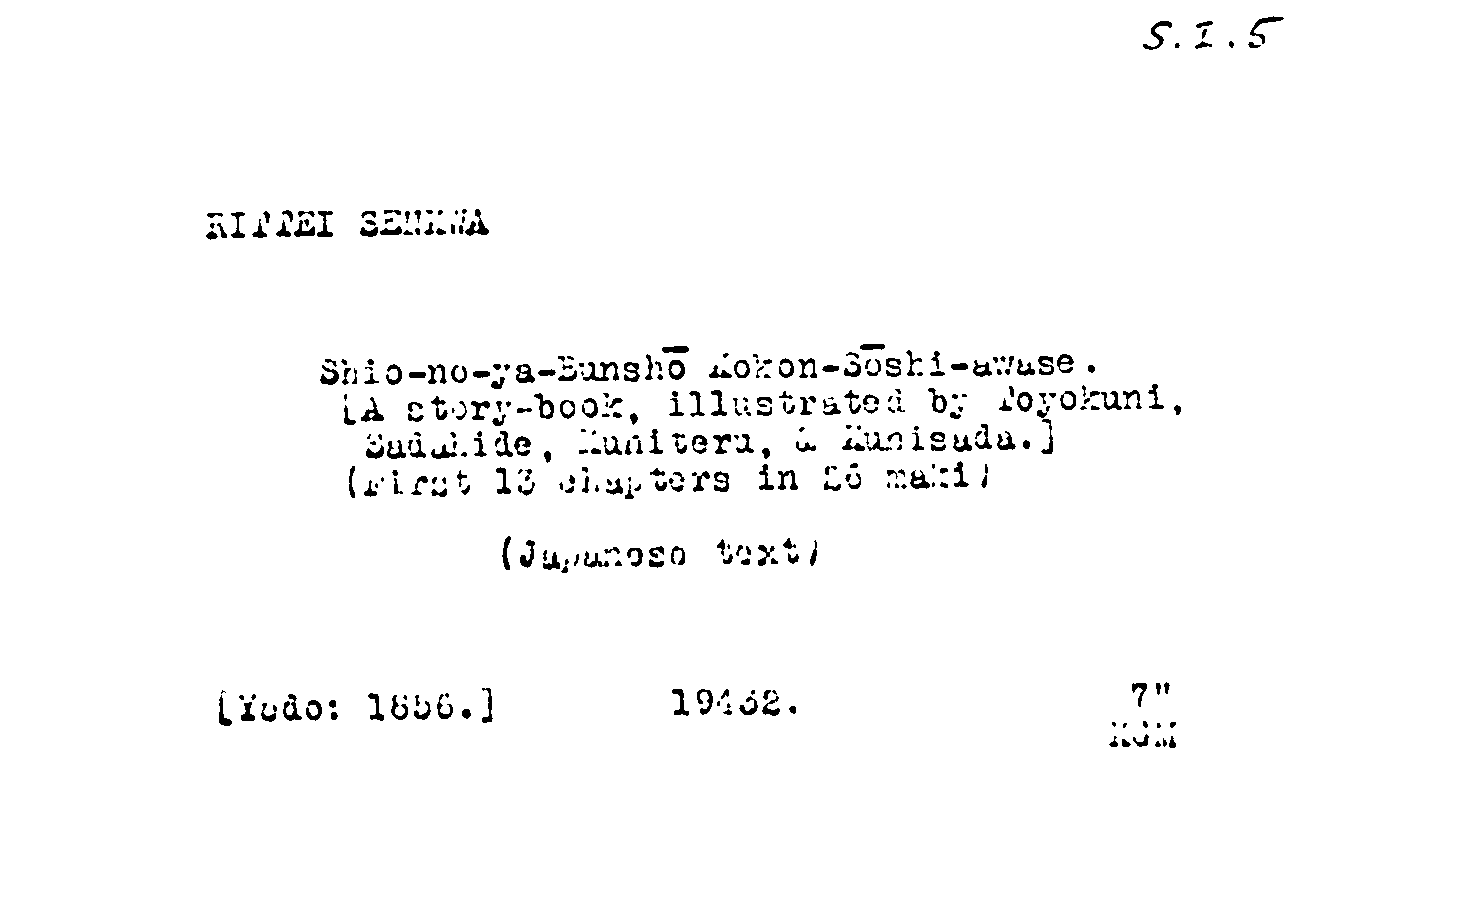 S.I.5
RITTEI SENKWA
Shio-no-ya-Bunshō Kokon-Sōshi-awase.
[A story-book, illustrated by Toyokuni,
Sadahide, Kuniteru, & Kunisada.]
(First 13 chapters in 26 maki)
(Japanese text)
[Yedo: 1856.] 19432.
7"